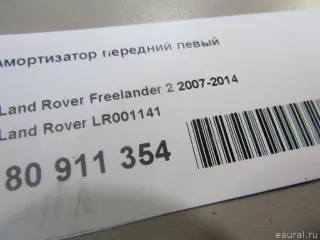 Амортизатор передний левый
Land Rover Freelander 2 2007-2014
Land Rover LR001141
80 911 354
eaural.ru